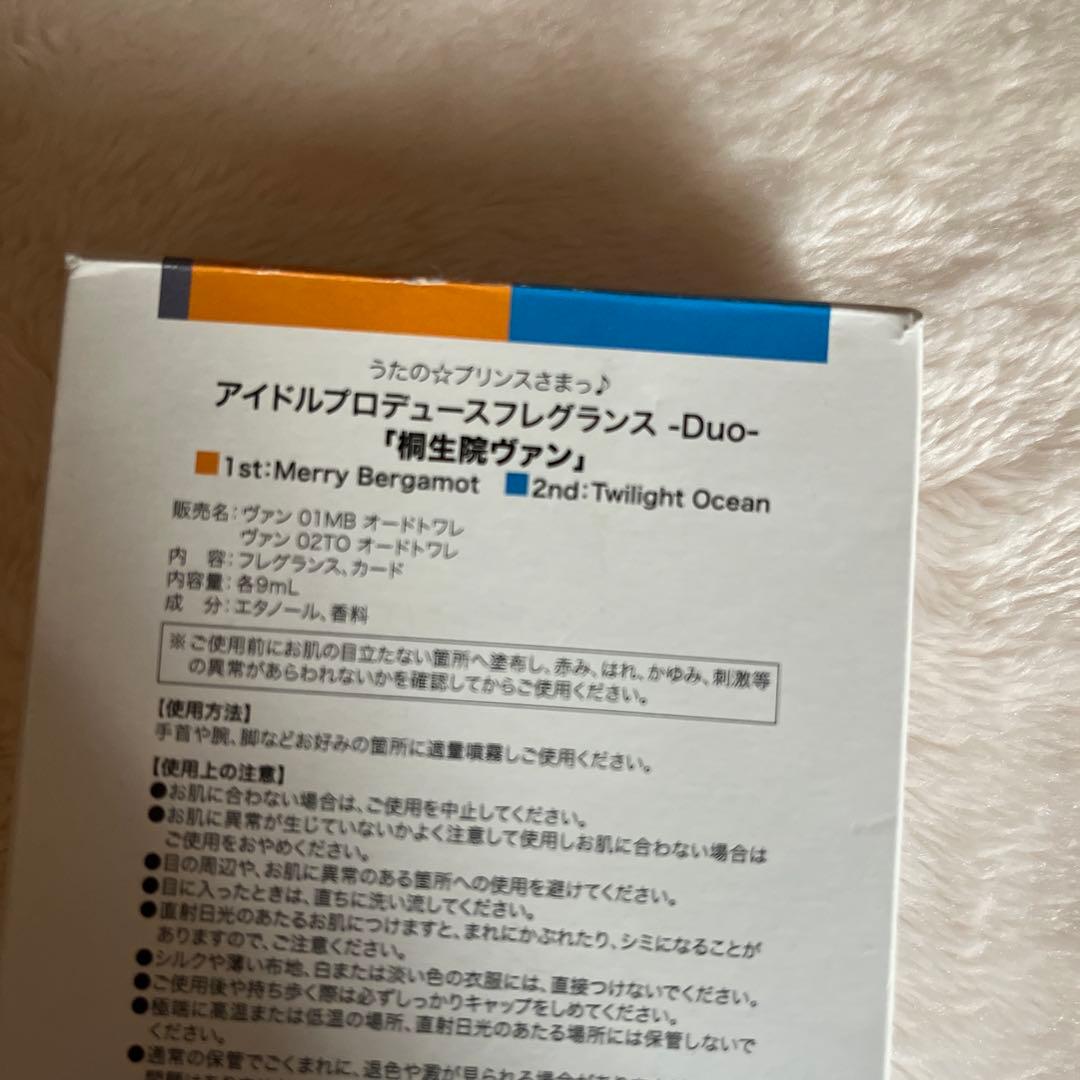 うたの☆プリンスさまっ♪
アイドルプロデュースフレグランス -Duo-
「桐生院ヴァン」
1st:Merry Bergamot 2nd:Twilight Ocean
販売名:ヴァン 01MB オードトワレ
ヴァン 02TO オードトワレ
内 容:フレグランス、カード
内容量:各9mL
成 分:エタノール、香料
※ご使用前にお肌の目立たない箇所へ塗布し、赤み、はれ、かゆみ、刺激等
の異常があらわれないかを確認してからご使用ください。
【使用方法】
手首や腕、脚などお好みの箇所に適量噴霧しご使用ください。
【使用上の注意】
●お肌に合わない場合は、ご使用を中止してください。
●お肌に異常が生じていないかよく注意して使用しお肌に合わない場合は
ご使用をおやめください。
●目の周辺や、お肌に異常のある箇所への使用を避けてください。
●目に入ったときは、直ちに洗い流してください。
●直射日光のあたるお肌につけますと、まれにかぶれたり、シミになることが
ありますので、ご注意ください。
●シルクや薄い布地、白または淡い色の衣服には、直接つけないでください。
●ご使用後や持ち歩く際は必ずしっかりキャップをしめてください。
●極端に高温または低温の場所、直射日光のあたる場所には保管しないで
ください。
●通常の保管でごくまれに、退色や澱が見られる場合があります